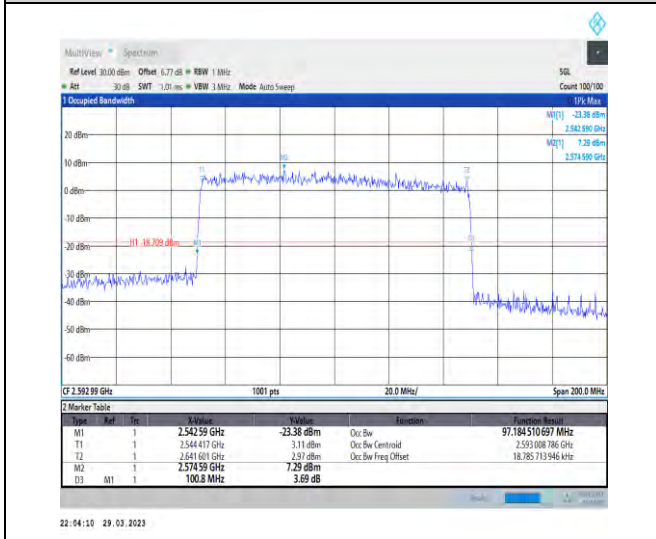 MultiView Spectrum
Ref Level 30.00 dBm Offset 6.77 dB RBW 1 MHz SGL
Att 30 dB SWT 1.01 ms VBW 3 MHz Mode Auto Sweep Count 100/100
1 Occupied Bandwidth 1Pk Max
M1[1] -23.38 dBm
2.542 590 GHz
M2[1] 7.29 dBm
2.574 590 GHz
20 dBm
10 dBm
0 dBm
-10 dBm
-20 dBm
-30 dBm
-40 dBm
-50 dBm
-60 dBm
T1
M2
T2
H1 -18.709 dBm
M1
D3
CF 2.592 99 GHz 1001 pts 20.0 MHz/ Span 200.0 MHz
2 Marker Table
Type Ref Trc X-Value Y-Value Function Function Result
M1 1 2.542 59 GHz -23.38 dBm Occ Bw 97.184 510 697 MHz
T1 1 2.544 417 GHz 3.11 dBm Occ Bw Centroid 2.593 008 786 GHz
T2 1 2.641 601 GHz 2.97 dBm Occ Bw Freq Offset 18.785 713 946 kHz
M2 1 2.574 59 GHz 7.29 dBm
D3 M1 1 100.8 MHz 3.69 dB
22:04:10 29.03.2023